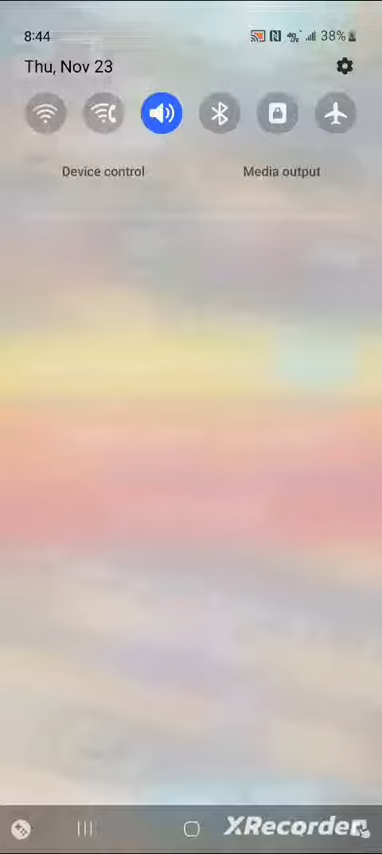 8:44
38%
Thu, Nov 23
Device control
Media output
XRecorder